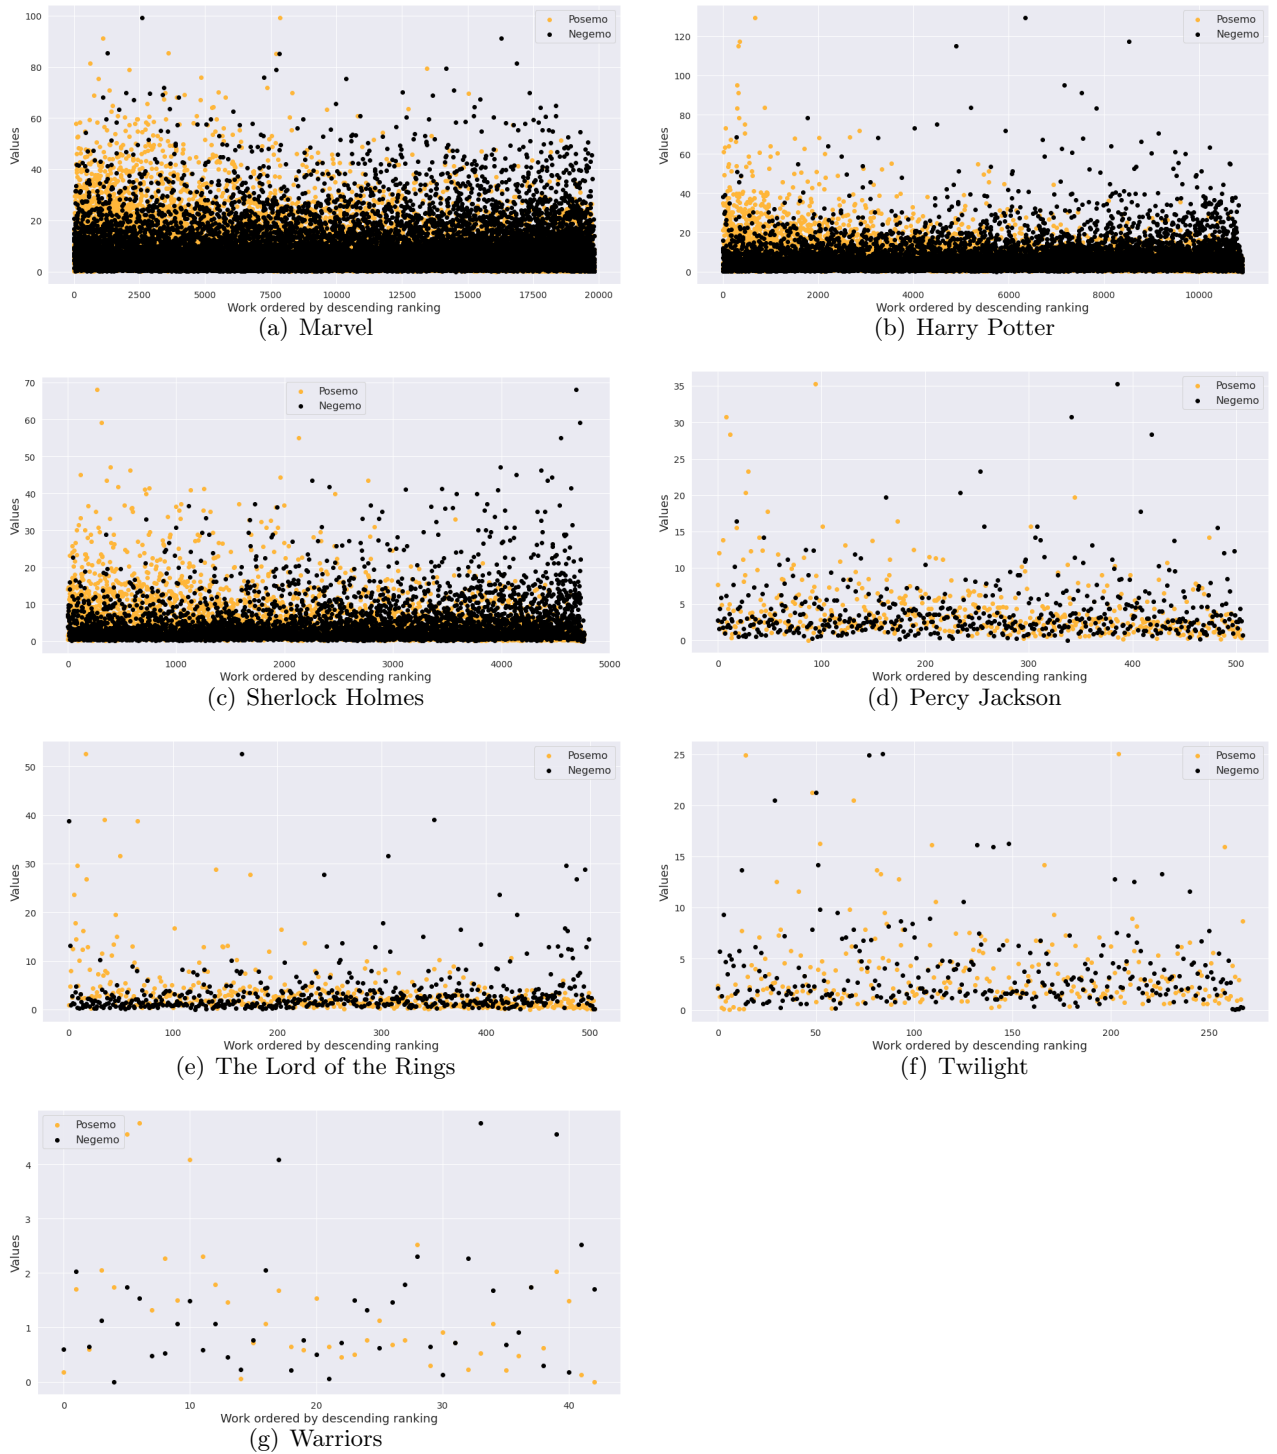 Posemo
Negemo
100
80
60
40
20
0
Values
0 2500 5000 7500 10000 12500 15000 17500 20000
Work ordered by descending ranking
(a) Marvel
Posemo
Negemo
120
100
80
60
40
20
0
Values
0 2000 4000 6000 8000 10000
Work ordered by descending ranking
(b) Harry Potter
Posemo
Negemo
70
60
50
40
30
20
10
0
Values
0 1000 2000 3000 4000 5000
Work ordered by descending ranking
(c) Sherlock Holmes
Posemo
Negemo
35
30
25
20
15
10
5
0
Values
0 100 200 300 400 500
Work ordered by descending ranking
(d) Percy Jackson
Posemo
Negemo
50
40
30
20
10
0
Values
0 100 200 300 400 500
Work ordered by descending ranking
(e) The Lord of the Rings
Posemo
Negemo
25
20
15
10
5
0
Values
0 50 100 150 200 250
Work ordered by descending ranking
(f) Twilight
Posemo
Negemo
4
3
2
1
0
Values
0 10 20 30 40
Work ordered by descending ranking
(g) Warriors